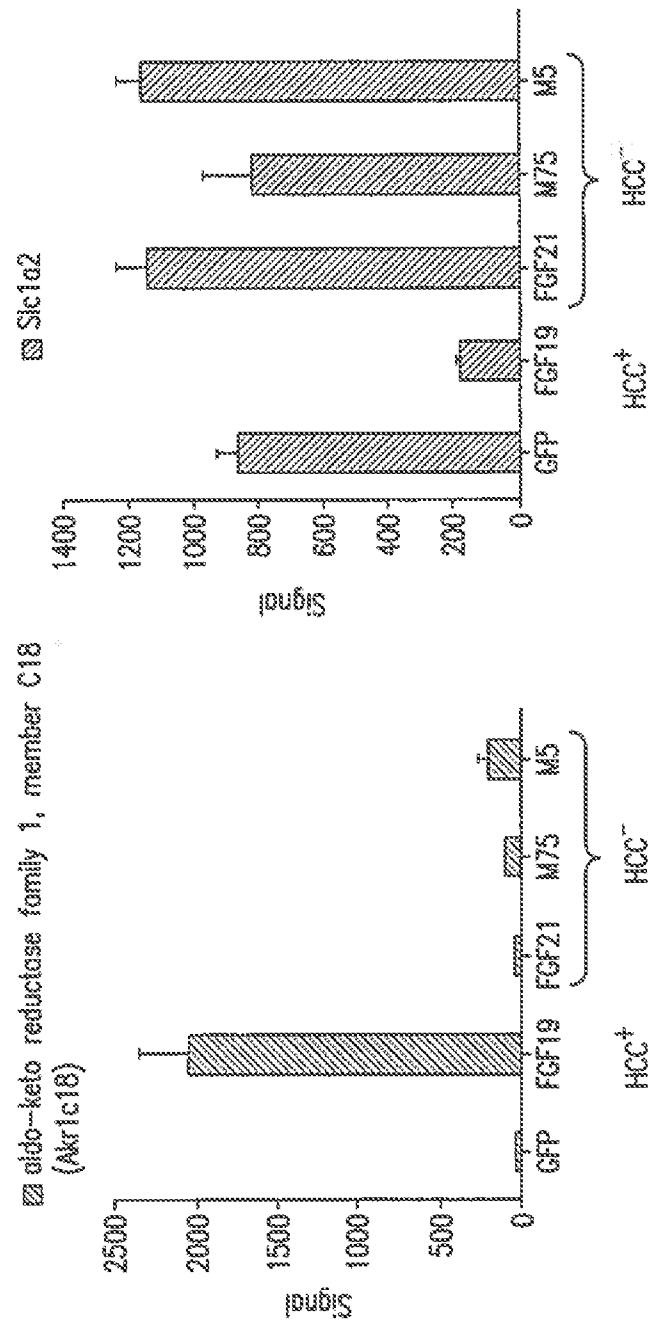 aldo-keto reductase family 1, member C18
(Akr1c18)
Signal
2500
2000
1500
1000
500
0
GFP FGF19 FGF21 M75 M5
HCC+ HCC-
Slc1a2
Signal
1400
1200
1000
800
600
400
200
0
GFP FGF19 FGF21 M75 M5
HCC+ HCC-